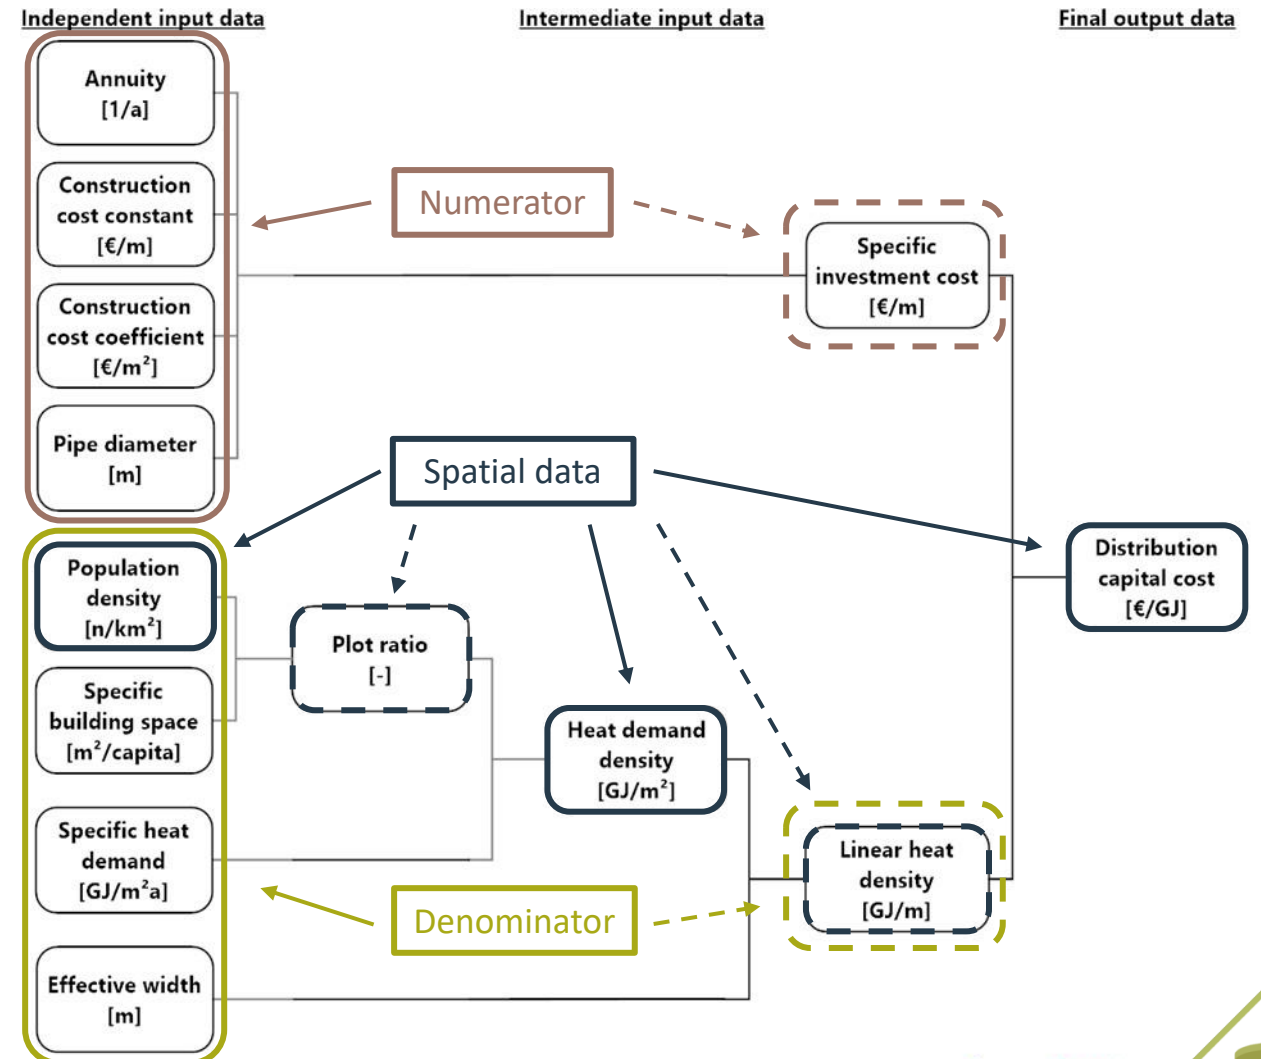 Independent input data
Intermediate input data
Final output data
Annuity
[1/a]
Construction
cost constant
[€/m]
Construction
cost coefficient
[€/m²]
Pipe diameter
[m]
Numerator
Specific
investment cost
[€/m]
Spatial data
Population
density
[n/km²]
Plot ratio
[-]
Specific
building space
[m²/capita]
Heat demand
density
[GJ/m²]
Distribution
capital cost
[€/GJ]
Specific heat
demand
[GJ/m²a]
Linear heat
density
[GJ/m]
Denominator
Effective width
[m]